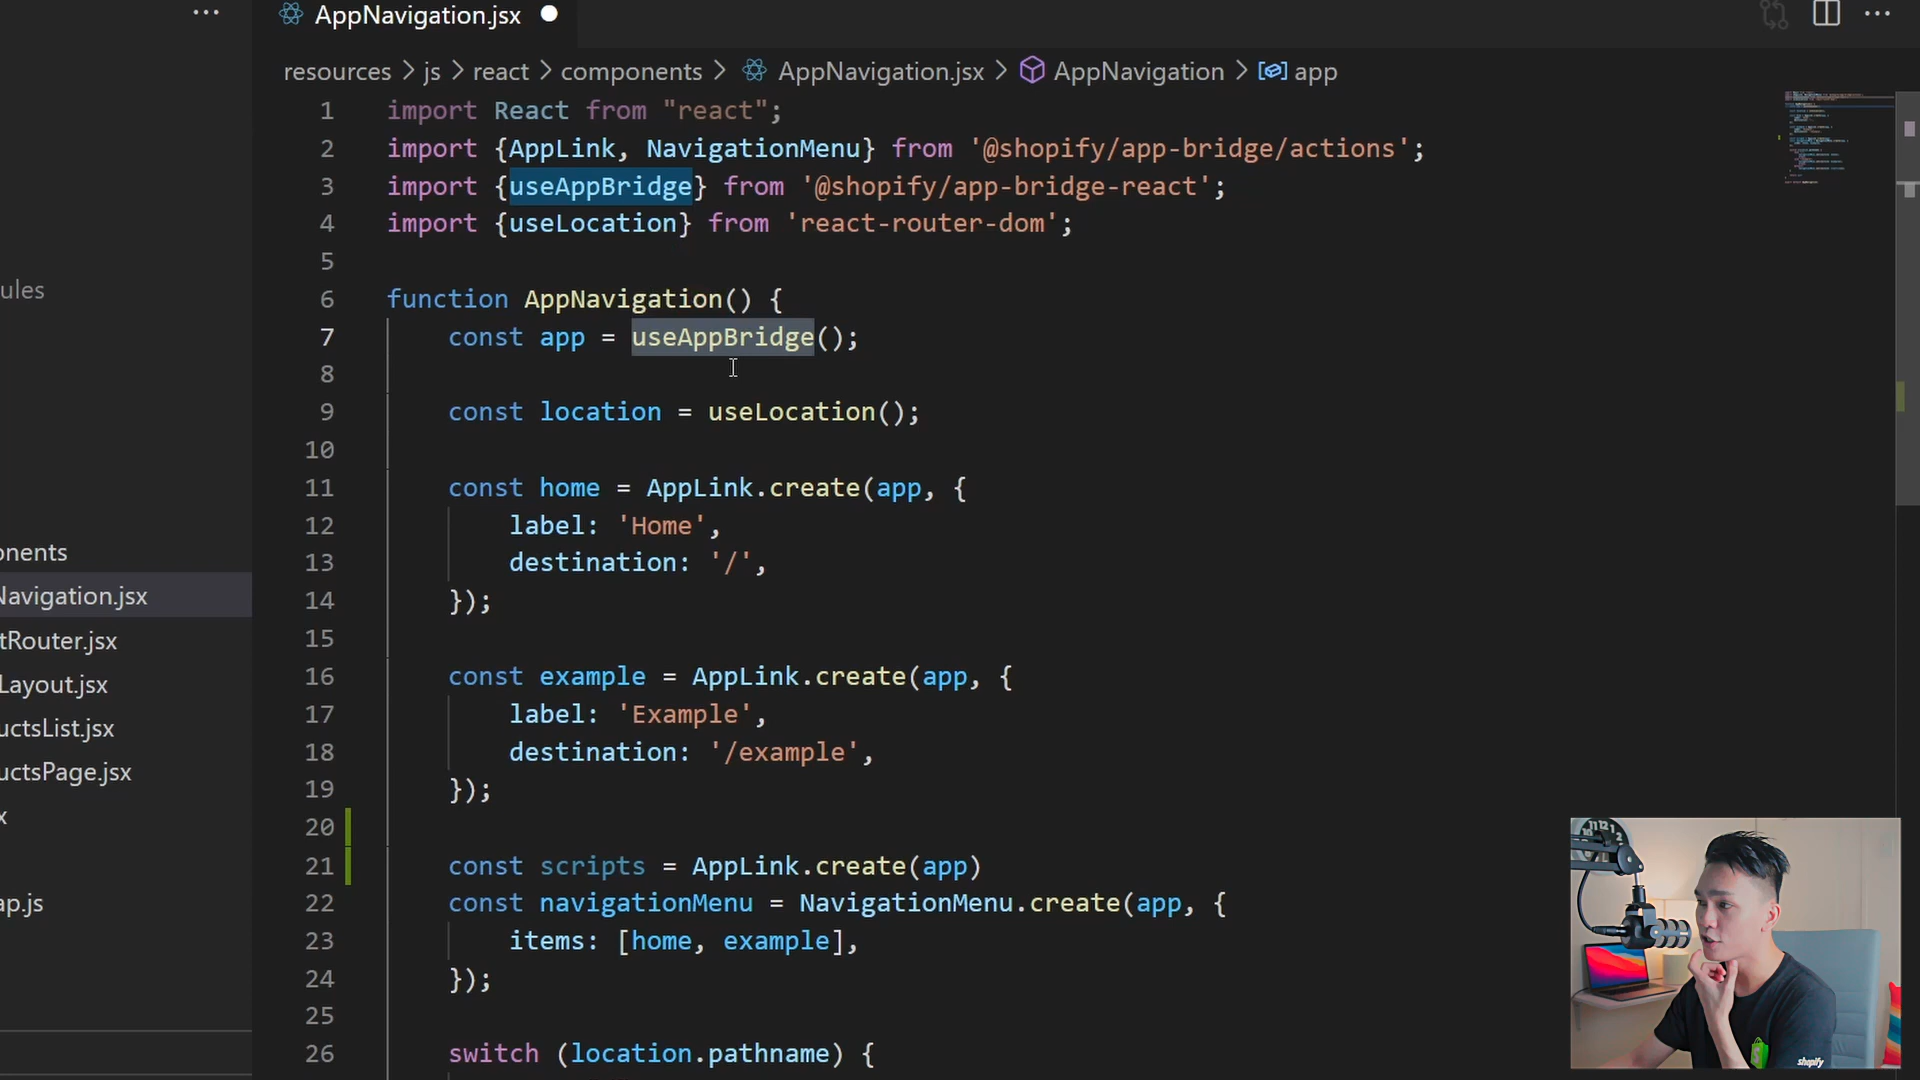 AppNavigation.jsx
resources > js > react > components > AppNavigation.jsx > AppNavigation > app
ules
onents
Navigation.jsx
tRouter.jsx
Layout.jsx
uctsList.jsx
uctsPage.jsx
x
ap.js
1 import React from "react";
2 import {AppLink, NavigationMenu} from '@shopify/app-bridge/actions';
3 import {useAppBridge} from '@shopify/app-bridge-react';
4 import {useLocation} from 'react-router-dom';
5
6 function AppNavigation() {
7 const app = useAppBridge();
8
9 const location = useLocation();
10
11 const home = AppLink.create(app, {
12 label: 'Home',
13 destination: '/',
14 });
15
16 const example = AppLink.create(app, {
17 label: 'Example',
18 destination: '/example',
19 });
20
21 const scripts = AppLink.create(app)
22 const navigationMenu = NavigationMenu.create(app, {
23 items: [home, example],
24 });
25
26 switch (location.pathname) {
shopify